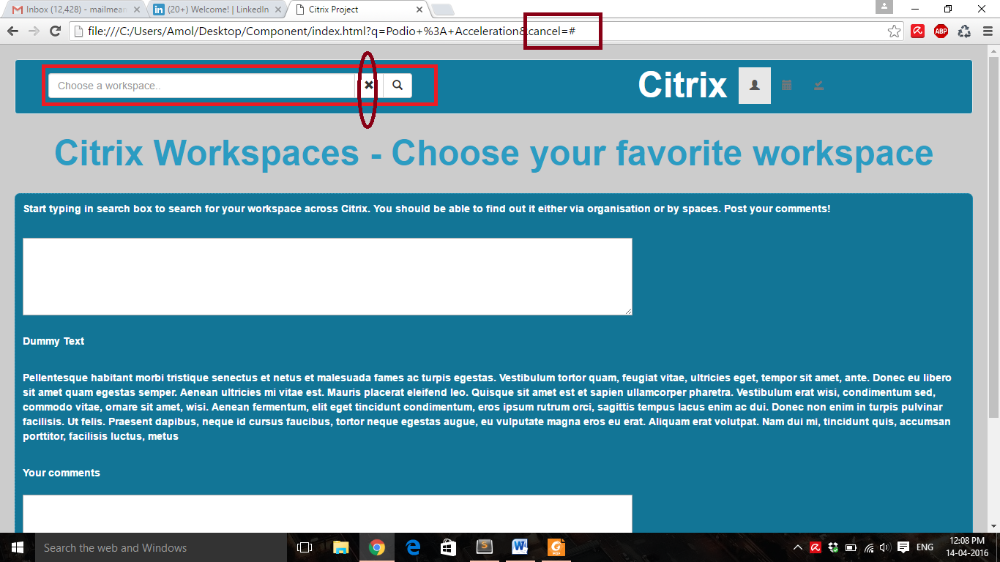 Inbox (12,428) - mailmean
(20+) Welcome! | LinkedIn
Citrix Project
file:///C:/Users/Amol/Desktop/Component/index.html?q=Podio+%3A+Acceleration&cancel=#
ABP
Choose a workspace..
Citrix
Citrix Workspaces - Choose your favorite workspace
Start typing in search box to search for your workspace across Citrix. You should be able to find out it either via organisation or by spaces. Post your comments!
Dummy Text
Pellentesque habitant morbi tristique senectus et netus et malesuada fames ac turpis egestas. Vestibulum tortor quam, feugiat vitae, ultricies eget, tempor sit amet, ante. Donec eu libero
sit amet quam egestas semper. Aenean ultricies mi vitae est. Mauris placerat eleifend leo. Quisque sit amet est et sapien ullamcorper pharetra. Vestibulum erat wisi, condimentum sed,
commodo vitae, ornare sit amet, wisi. Aenean fermentum, elit eget tincidunt condimentum, eros ipsum rutrum orci, sagittis tempus lacus enim ac dui. Donec non enim in turpis pulvinar
facilisis. Ut felis. Praesent dapibus, neque id cursus faucibus, tortor neque egestas augue, eu vulputate magna eros eu erat. Aliquam erat volutpat. Nam dui mi, tincidunt quis, accumsan
porttitor, facilisis luctus, metus
Your comments
Search the web and Windows
ENG
12:08 PM
14-04-2016